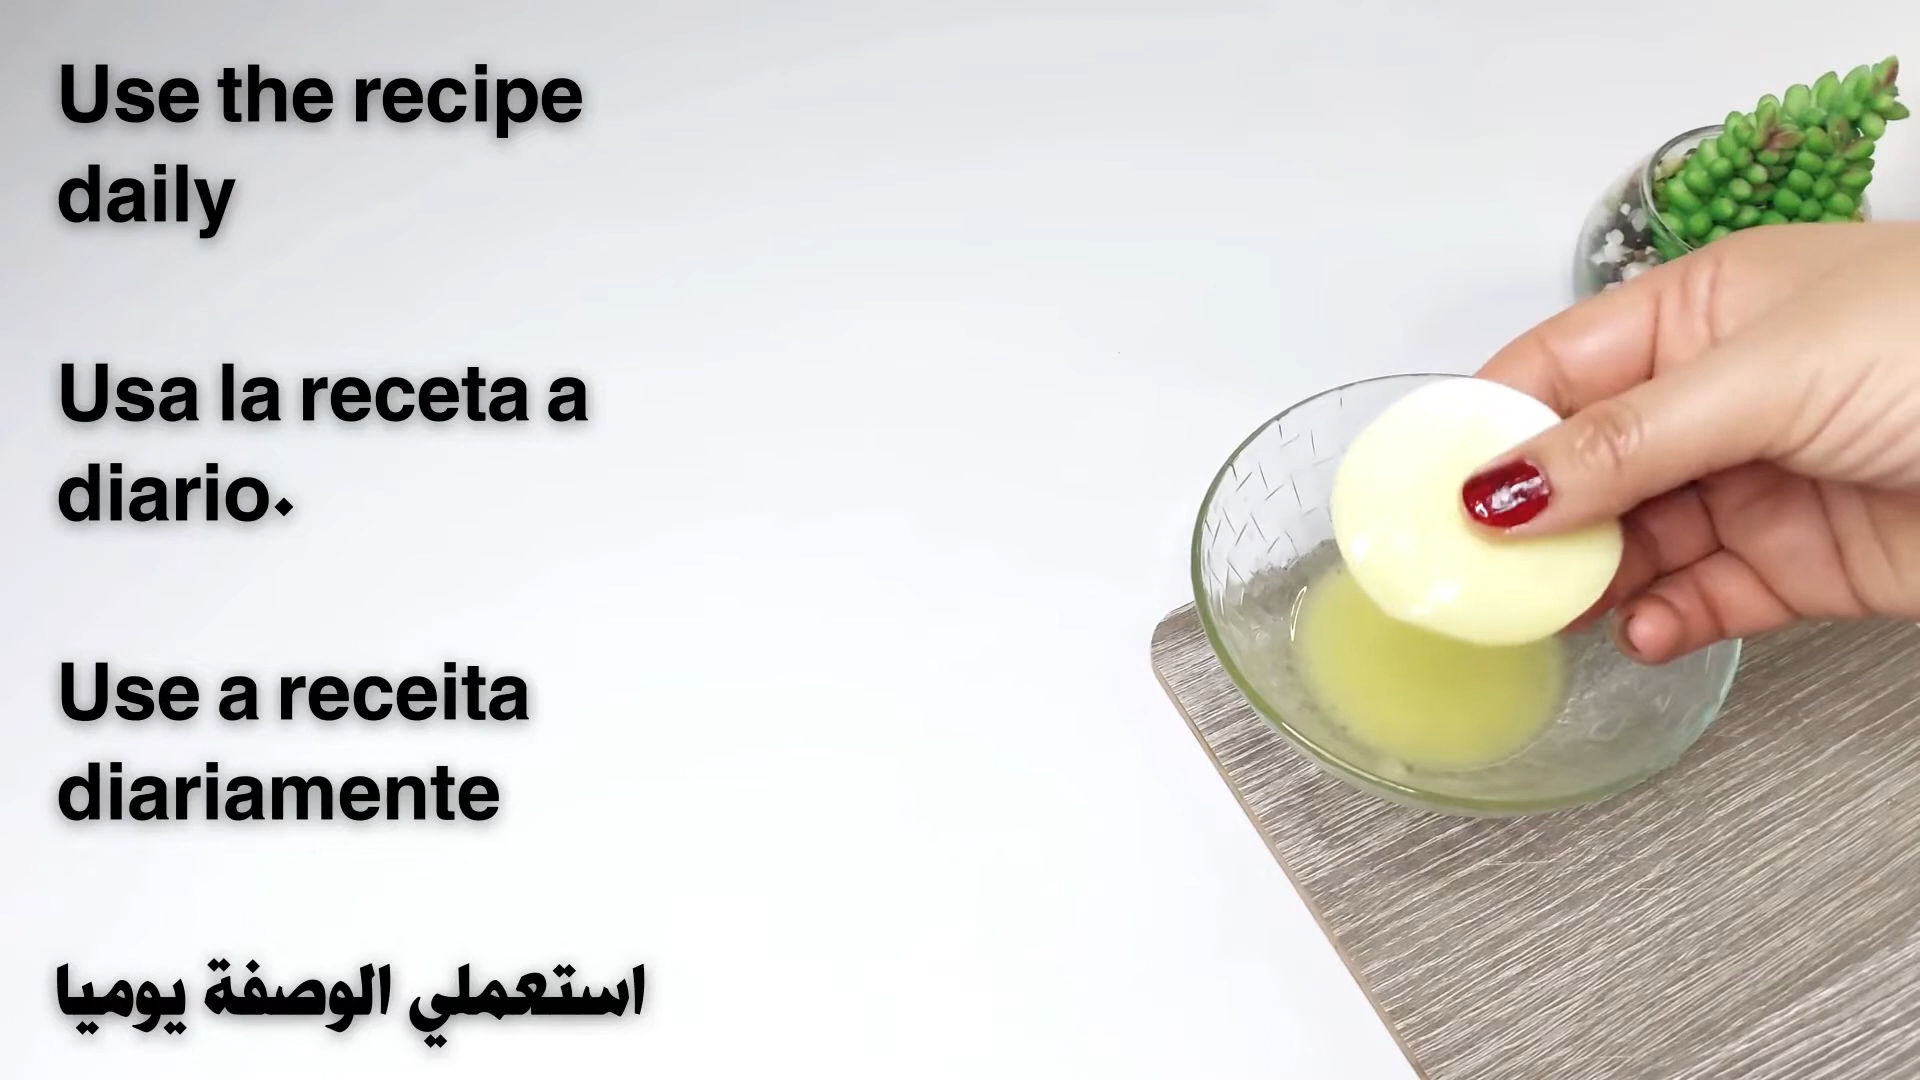 Use the recipe
daily
Usa la receta a
diario.
Use a receita
diariamente
استعملي الوصفة يوميا